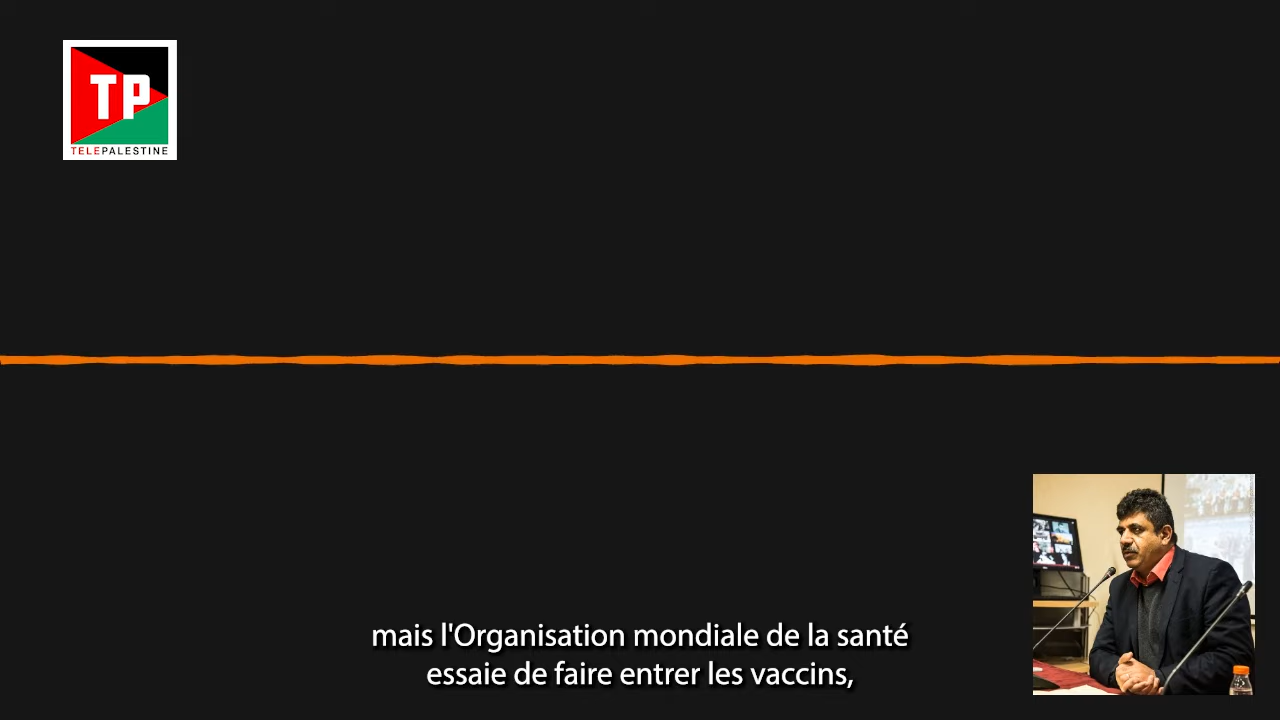 TP
TELEPALESTINE
mais l'Organisation mondiale de la santé
essaie de faire entrer les vaccins,